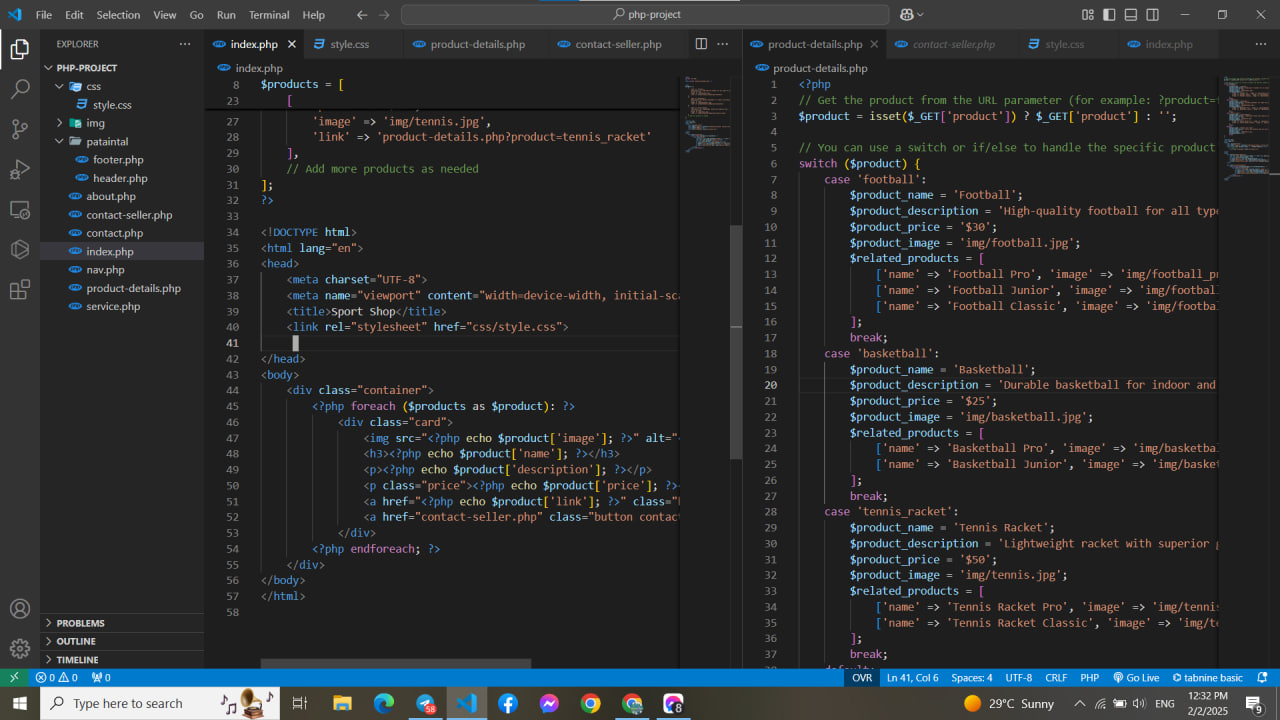 File Edit Selection View Go Run Terminal Help
php-project
EXPLORER
PHP-PROJECT
css
style.css
img
pataintal
footer.php
header.php
about.php
contact-seller.php
contact.php
index.php
nav.php
product-details.php
service.php
PROBLEMS
OUTLINE
TIMELINE
index.php style.css product-details.php contact-seller.php
index.php
8 $products = [
23 [
27 'image' => 'img/tennis.jpg',
28 'link' => 'product-details.php?product=tennis_racket'
29 ],
30 // Add more products as needed
31 ];
32 ?>
33
34 <!DOCTYPE html>
35 <html lang="en">
36 <head>
37 <meta charset="UTF-8">
38 <meta name="viewport" content="width=device-width, initial-sca
39 <title>Sport Shop</title>
40 <link rel="stylesheet" href="css/style.css">
41
42 </head>
43 <body>
44 <div class="container">
45 <?php foreach ($products as $product): ?>
46 <div class="card">
47 <img src="<?php echo $product['image']; ?>" alt="
48 <h3><?php echo $product['name']; ?></h3>
49 <p><?php echo $product['description']; ?></p>
50 <p class="price"><?php echo $product['price']; ?>
51 <a href="<?php echo $product['link']; ?>" class="
52 <a href="contact-seller.php" class="button contac
53 </div>
54 <?php endforeach; ?>
55 </div>
56 </body>
57 </html>
58
product-details.php contact-seller.php style.css index.php
product-details.php
1 <?php
2 // Get the product from the URL parameter (for example: ?product=
3 $product = isset($_GET['product']) ? $_GET['product'] : '';
4
5 // You can use a switch or if/else to handle the specific product
6 switch ($product) {
7 case 'football':
8 $product_name = 'Football';
9 $product_description = 'High-quality football for all type
10 $product_price = '$30';
11 $product_image = 'img/football.jpg';
12 $related_products = [
13 ['name' => 'Football Pro', 'image' => 'img/football_pr
14 ['name' => 'Football Junior', 'image' => 'img/footbal
15 ['name' => 'Football Classic', 'image' => 'img/footba
16 ];
17 break;
18 case 'basketball':
19 $product_name = 'Basketball';
20 $product_description = 'Durable basketball for indoor and
21 $product_price = '$25';
22 $product_image = 'img/basketball.jpg';
23 $related_products = [
24 ['name' => 'Basketball Pro', 'image' => 'img/basketba
25 ['name' => 'Basketball Junior', 'image' => 'img/baske
26 ];
27 break;
28 case 'tennis_racket':
29 $product_name = 'Tennis Racket';
30 $product_description = 'Lightweight racket with superior g
31 $product_price = '$50';
32 $product_image = 'img/tennis.jpg';
33 $related_products = [
34 ['name' => 'Tennis Racket Pro', 'image' => 'img/tennis
35 ['name' => 'Tennis Racket Classic', 'image' => 'img/te
36 ];
37 break;
0 0 0 OVR Ln 41, Col 6 Spaces: 4 UTF-8 CRLF PHP Go Live tabnine basic
Type here to search
58
8
29°C Sunny
ENG
12:32 PM
2/2/2025
9